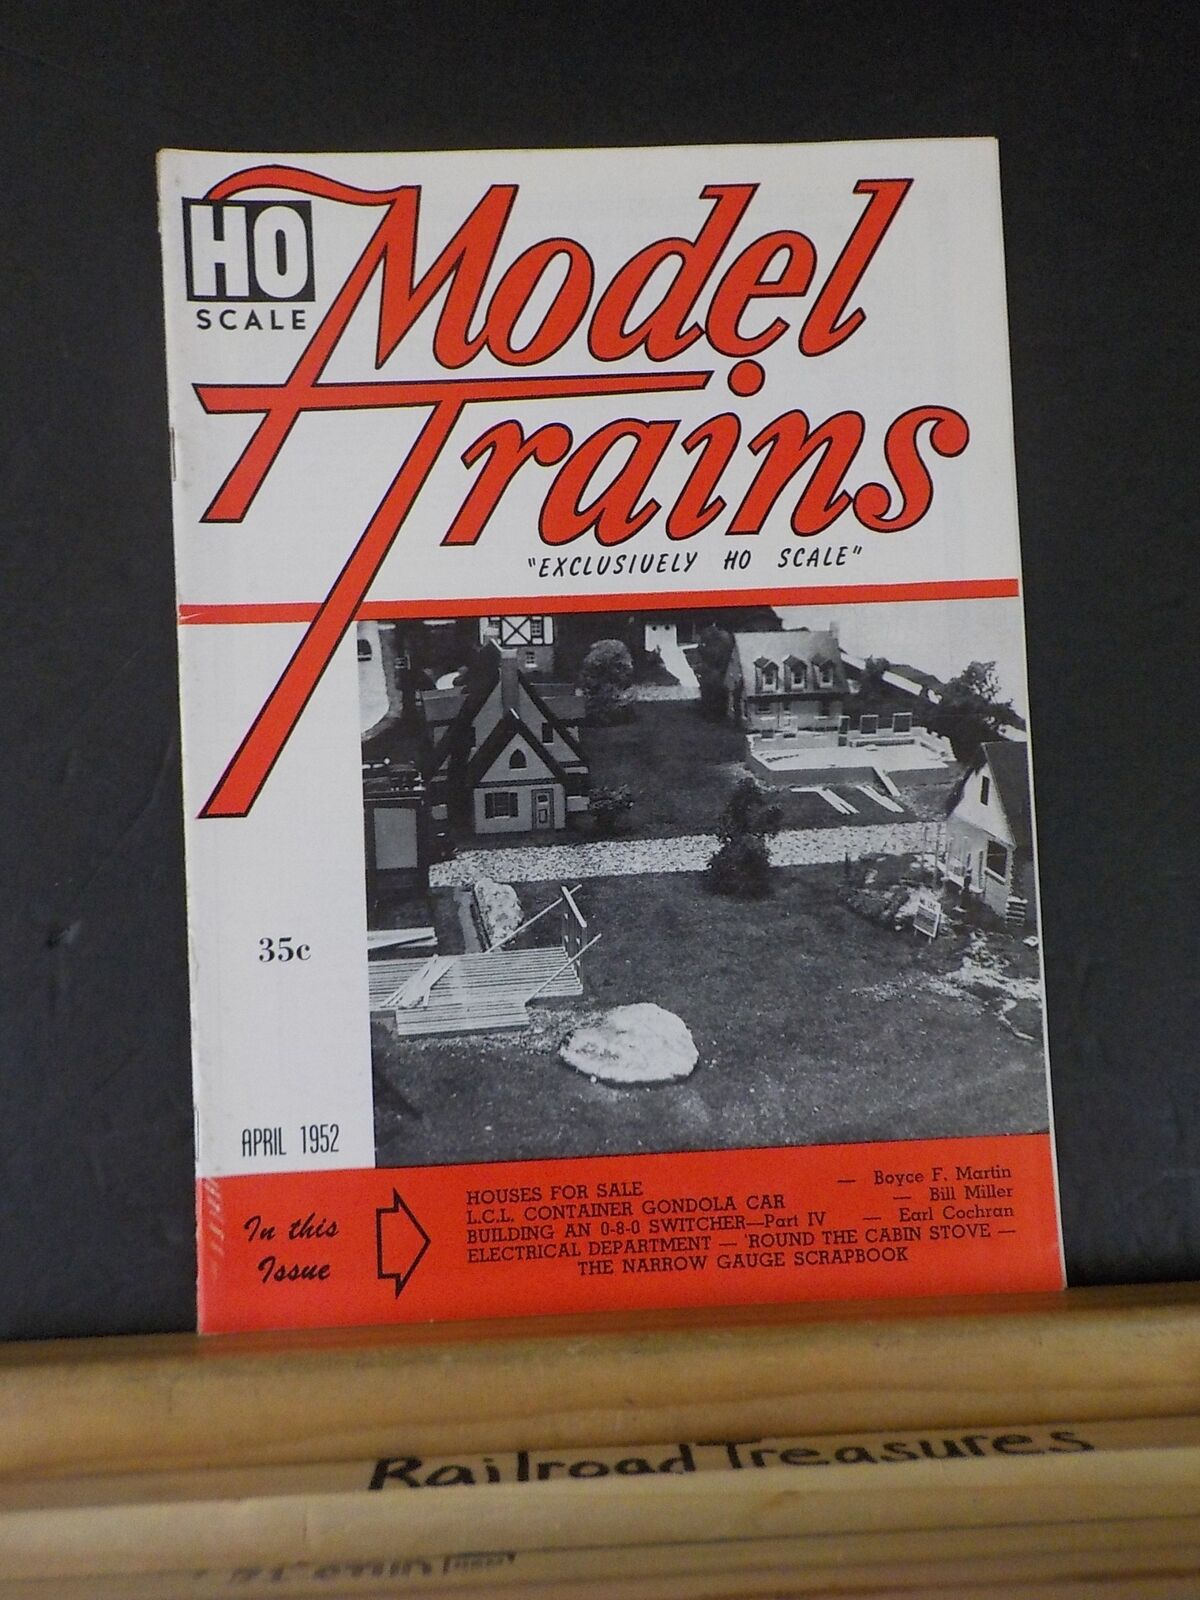 HO
SCALE
Model
Trains
"EXCLUSIVELY HO SCALE"
35c
APRIL 1952
In this
Issue
HOUSES FOR SALE — Boyce F. Martin
L.C.L. CONTAINER GONDOLA CAR — Bill Miller
BUILDING AN 0-8-0 SWITCHER—Part IV — Earl Cochran
ELECTRICAL DEPARTMENT — 'ROUND THE CABIN STOVE —
THE NARROW GAUGE SCRAPBOOK
Railroad Treasures